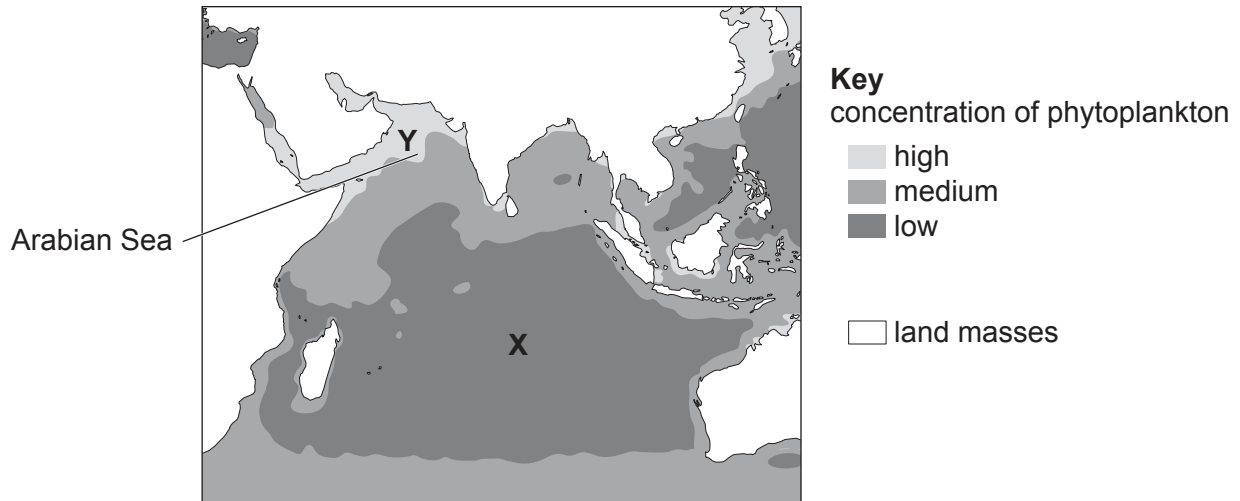 Key
concentration of phytoplankton
high
medium
low
land masses
Arabian Sea
Y
X